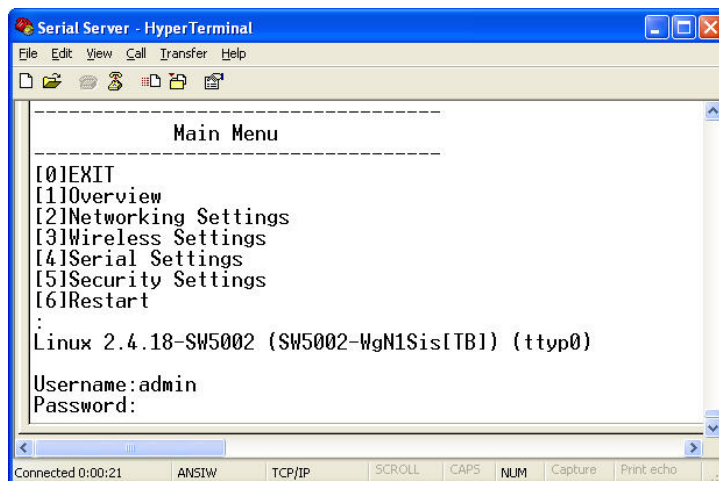 Serial Server - HyperTerminal
File Edit View Call Transfer Help
----------------------------------
Main Menu
----------------------------------
[0]EXIT
[1]Overview
[2]Networking Settings
[3]Wireless Settings
[4]Serial Settings
[5]Security Settings
[6]Restart
:
Linux 2.4.18-SW5002 (SW5002-WgN1Sis[TB]) (ttyp0)
Username:admin
Password:
Connected 0:00:21 ANSIW TCP/IP SCROLL CAPS NUM Capture Print echo